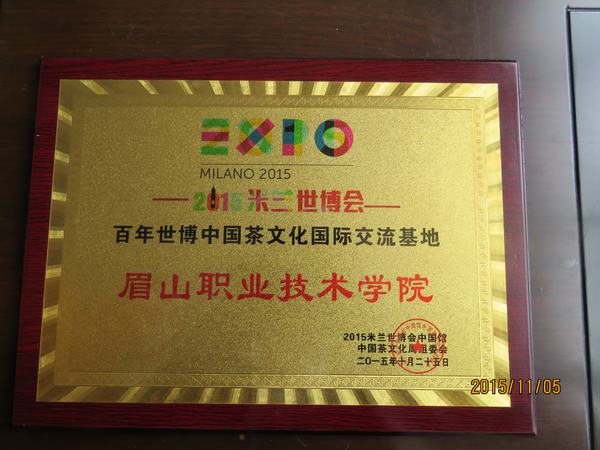 EXPO
MILANO 2015
2015米兰世博会
百年世博中国茶文化国际交流基地
眉山职业技术学院
2015米兰世博会中国馆
中国茶文化周组委会
二〇一五年十月二十五日
2015/11/05